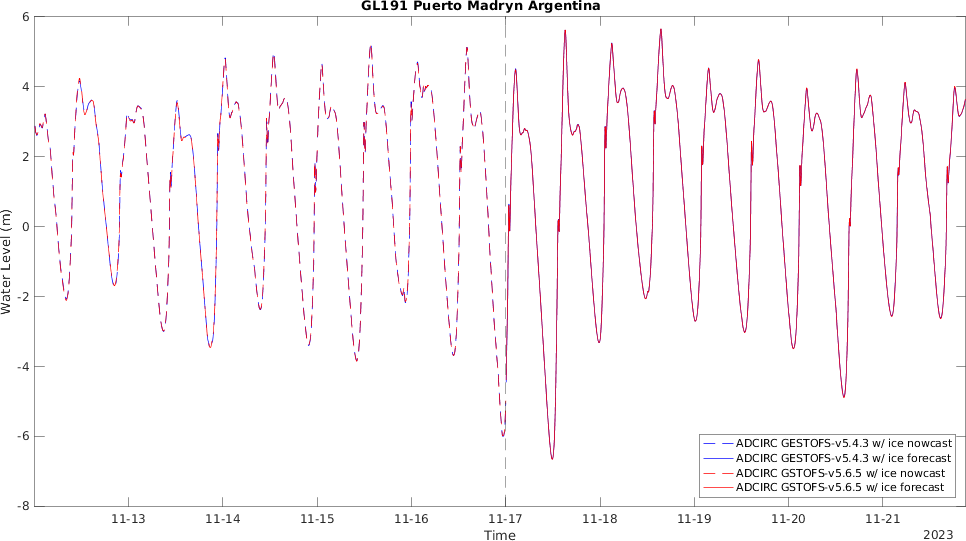 GL191 Puerto Madryn Argentina
6
4
2
0
-2
-4
-6
-8
Water Level (m)
ADCIRC GESTOFS-v5.4.3 w/ ice nowcast
ADCIRC GESTOFS-v5.4.3 w/ ice forecast
ADCIRC GSTOFS-v5.6.5 w/ ice nowcast
ADCIRC GSTOFS-v5.6.5 w/ ice forecast
11-13 11-14 11-15 11-16 11-17 11-18 11-19 11-20 11-21
Time
2023